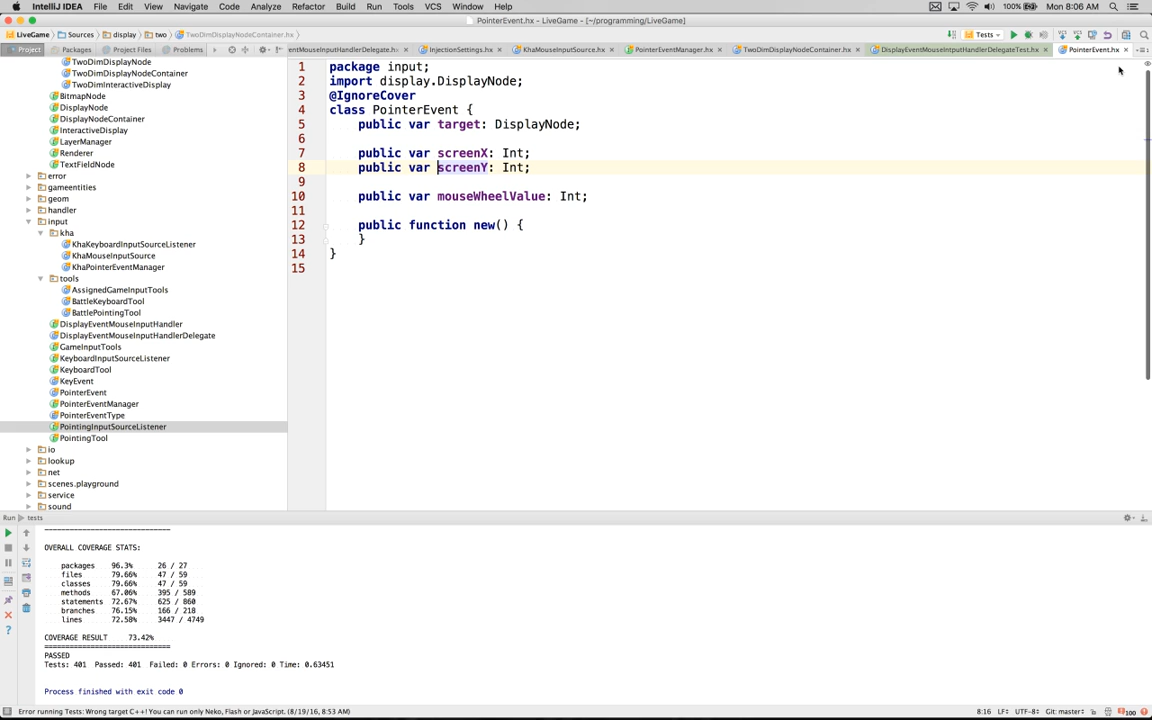 IntelliJ IDEA File Edit View Navigate Code Analyze Refactor Build Run Tools VCS Window Help 100% Mon 8:06 AM
PointerEvent.hx - LiveGame - [~/programming/LiveGame]
LiveGame Sources display two TwoDimDisplayNodeContainer.hx Tests
Project Packages Project Files Problems
ventMouseInputHandlerDelegate.hx InjectionSettings.hx KhaMouseInputSource.hx PointerEventManager.hx TwoDimDisplayNodeContainer.hx DisplayEventMouseInputHandlerDelegateTest.hx PointerEvent.hx
TwoDimDisplayNode
TwoDimDisplayNodeContainer
TwoDimInteractiveDisplay
BitmapNode
DisplayNode
DisplayNodeContainer
InteractiveDisplay
LayerManager
Renderer
TextFieldNode
error
gameentities
geom
handler
input
kha
KhaKeyboardInputSourceListener
KhaMouseInputSource
KhaPointerEventManager
tools
AssignedGameInputTools
BattleKeyboardTool
BattlePointingTool
DisplayEventMouseInputHandler
DisplayEventMouseInputHandlerDelegate
GameInputTools
KeyboardInputSourceListener
KeyboardTool
KeyEvent
PointerEvent
PointerEventManager
PointerEventType
PointingInputSourceListener
PointingTool
io
lookup
net
scenes.playground
service
sound
1 package input;
2 import display.DisplayNode;
3 @IgnoreCover
4 class PointerEvent {
5 public var target: DisplayNode;
6
7 public var screenX: Int;
8 public var screenY: Int;
9
10 public var mouseWheelValue: Int;
11
12 public function new() {
13 }
14 }
15
Run tests
------------------------------
OVERALL COVERAGE STATS:
packages 96.3% 26 / 27
files 79.66% 47 / 59
classes 79.66% 47 / 59
methods 67.06% 395 / 589
statements 72.67% 625 / 860
branches 76.15% 166 / 218
lines 72.58% 3447 / 4749
COVERAGE RESULT 73.42%
==============================
PASSED
Tests: 401 Passed: 401 Failed: 0 Errors: 0 Ignored: 0 Time: 0.63451
Process finished with exit code 0
Error running Tests: Wrong target C++! You can run only Neko, Flash or JavaScript. (8/19/16, 8:53 AM) 8:16 LF÷ UTF-8÷ Git: master÷ 100